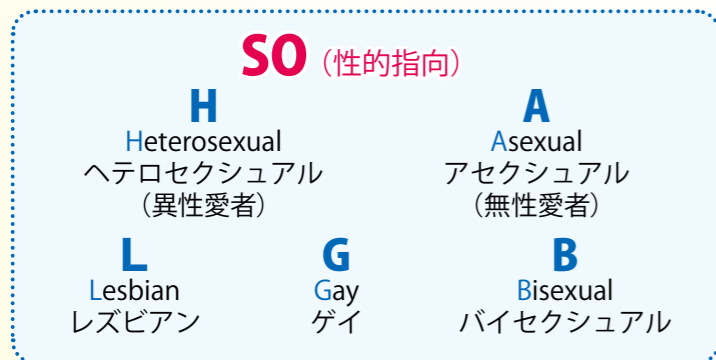 SO（性的指向）
H A
Heterosexual Asexual
ヘテロセクシュアル アセクシュアル
（異性愛者） （無性愛者）
L G B
Lesbian Gay Bisexual
レズビアン ゲイ バイセクシュアル